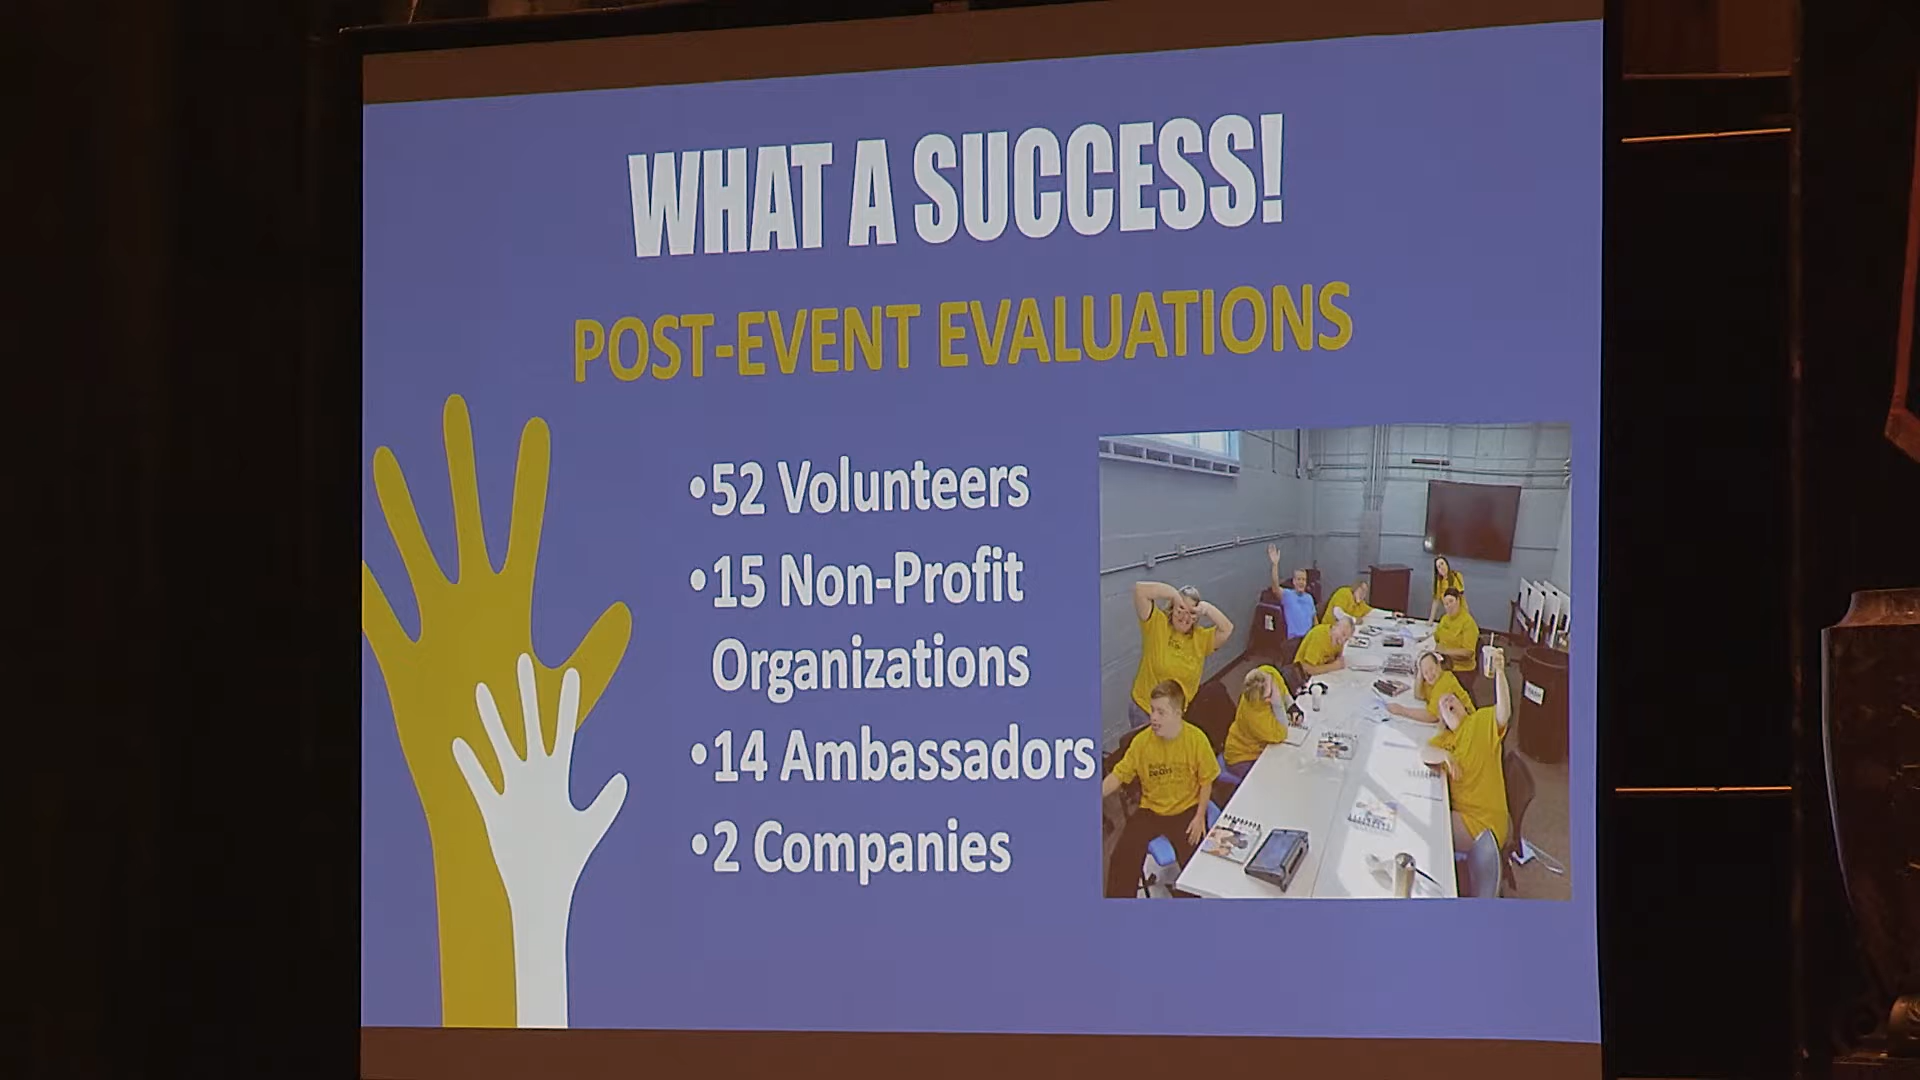 WHAT A SUCCESS!
POST-EVENT EVALUATIONS
•52 Volunteers
•15 Non-Profit
Organizations
•14 Ambassadors
•2 Companies